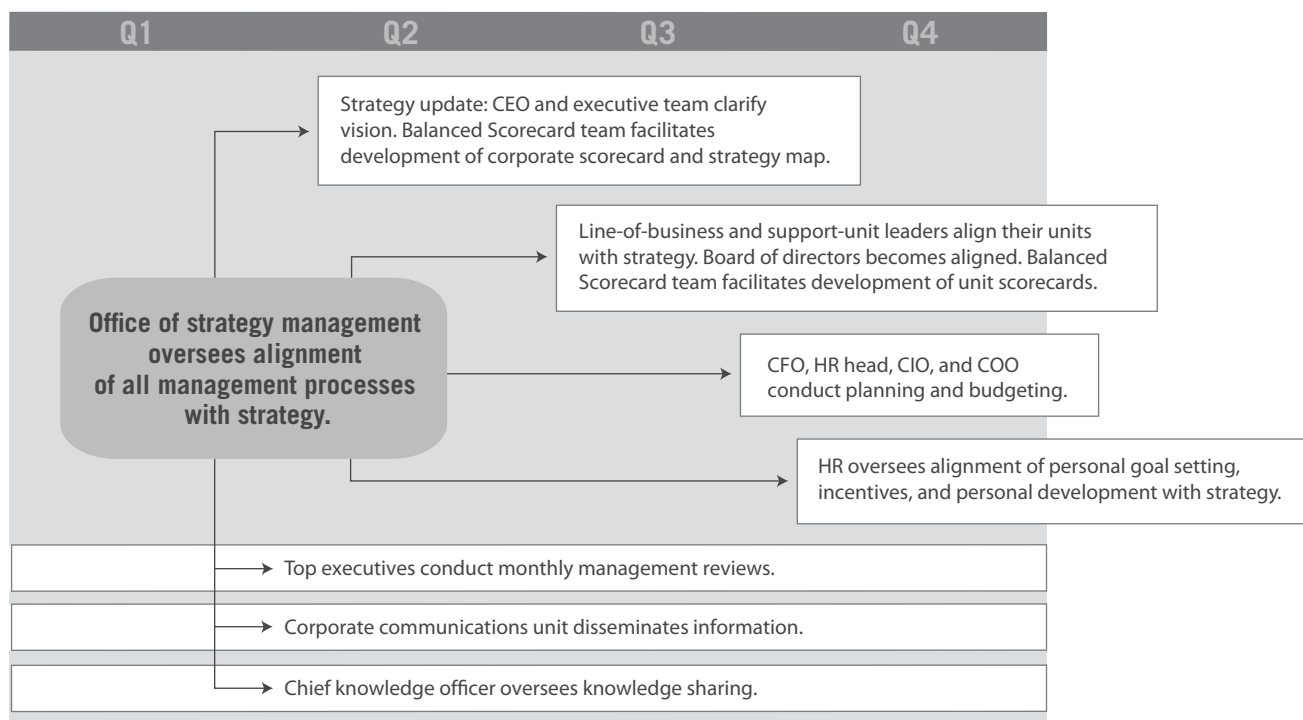 Q1 Q2 Q3 Q4
Strategy update: CEO and executive team clarify
vision. Balanced Scorecard team facilitates
development of corporate scorecard and strategy map.
Line-of-business and support-unit leaders align their units
with strategy. Board of directors becomes aligned. Balanced
Scorecard team facilitates development of unit scorecards.
Office of strategy management
oversees alignment
of all management processes
with strategy.
CFO, HR head, CIO, and COO
conduct planning and budgeting.
HR oversees alignment of personal goal setting,
incentives, and personal development with strategy.
Top executives conduct monthly management reviews.
Corporate communications unit disseminates information.
Chief knowledge officer oversees knowledge sharing.